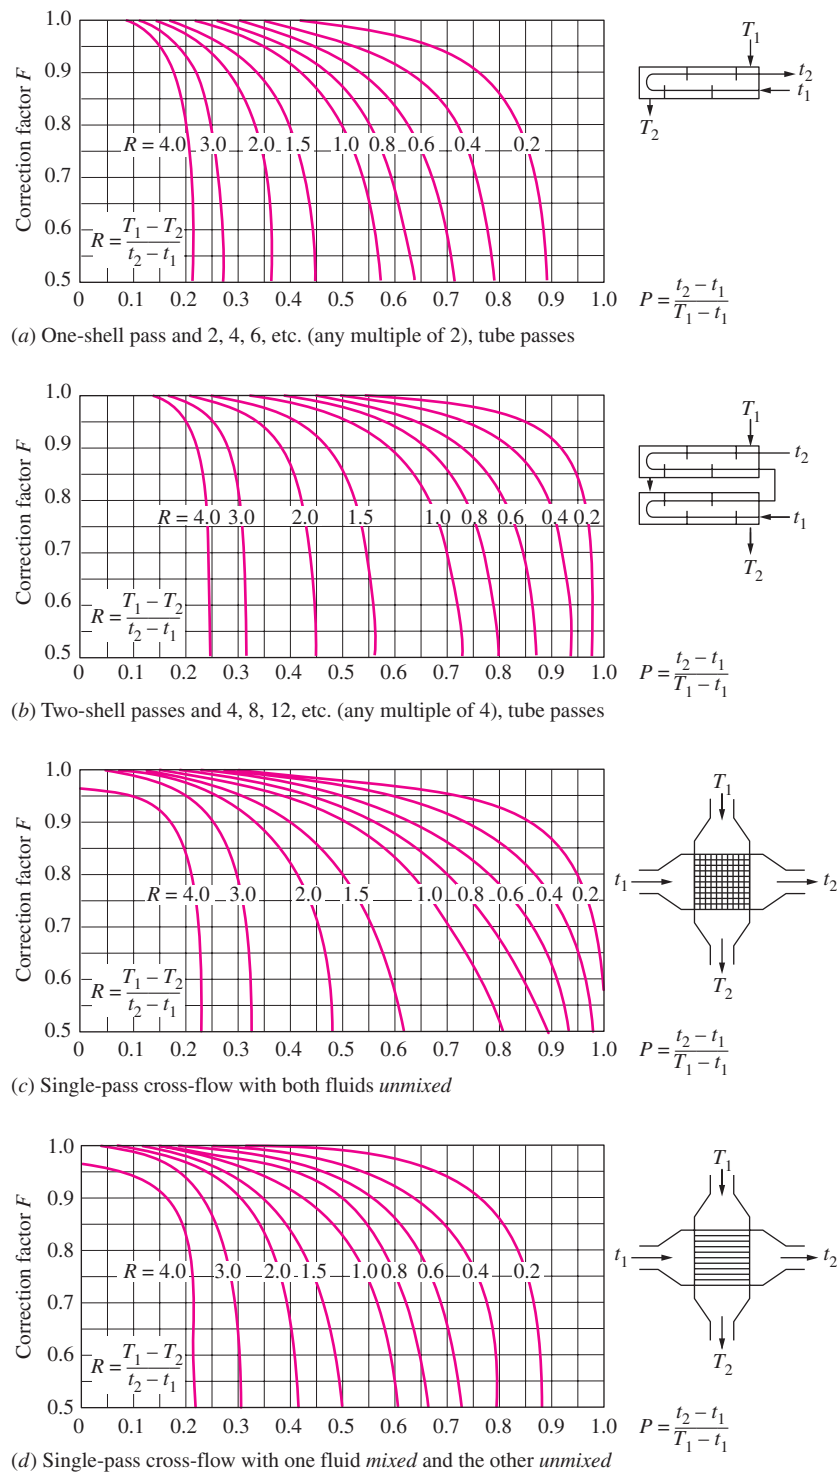 Correction factor F
1.0
0.9
0.8
0.7
0.6
0.5
R = 4.0 3.0 2.0 1.5 1.0 0.8 0.6 0.4 0.2
R = (T₁ − T₂)/(t₂ − t₁)
0 0.1 0.2 0.3 0.4 0.5 0.6 0.7 0.8 0.9 1.0
T₁
t₂
t₁
T₂
P = (t₂ − t₁)/(T₁ − t₁)
(a) One-shell pass and 2, 4, 6, etc. (any multiple of 2), tube passes
Correction factor F
1.0
0.9
0.8
0.7
0.6
0.5
R = 4.0 3.0 2.0 1.5 1.0 0.8 0.6 0.4 0.2
R = (T₁ − T₂)/(t₂ − t₁)
0 0.1 0.2 0.3 0.4 0.5 0.6 0.7 0.8 0.9 1.0
T₁
t₂
t₁
T₂
P = (t₂ − t₁)/(T₁ − t₁)
(b) Two-shell passes and 4, 8, 12, etc. (any multiple of 4), tube passes
Correction factor F
1.0
0.9
0.8
0.7
0.6
0.5
R = 4.0 3.0 2.0 1.5 1.0 0.8 0.6 0.4 0.2
R = (T₁ − T₂)/(t₂ − t₁)
0 0.1 0.2 0.3 0.4 0.5 0.6 0.7 0.8 0.9 1.0
T₁
t₁ t₂
T₂
P = (t₂ − t₁)/(T₁ − t₁)
(c) Single-pass cross-flow with both fluids unmixed
Correction factor F
1.0
0.9
0.8
0.7
0.6
0.5
R = 4.0 3.0 2.0 1.5 1.0 0.8 0.6 0.4 0.2
R = (T₁ − T₂)/(t₂ − t₁)
0 0.1 0.2 0.3 0.4 0.5 0.6 0.7 0.8 0.9 1.0
T₁
t₁ t₂
T₂
P = (t₂ − t₁)/(T₁ − t₁)
(d) Single-pass cross-flow with one fluid mixed and the other unmixed